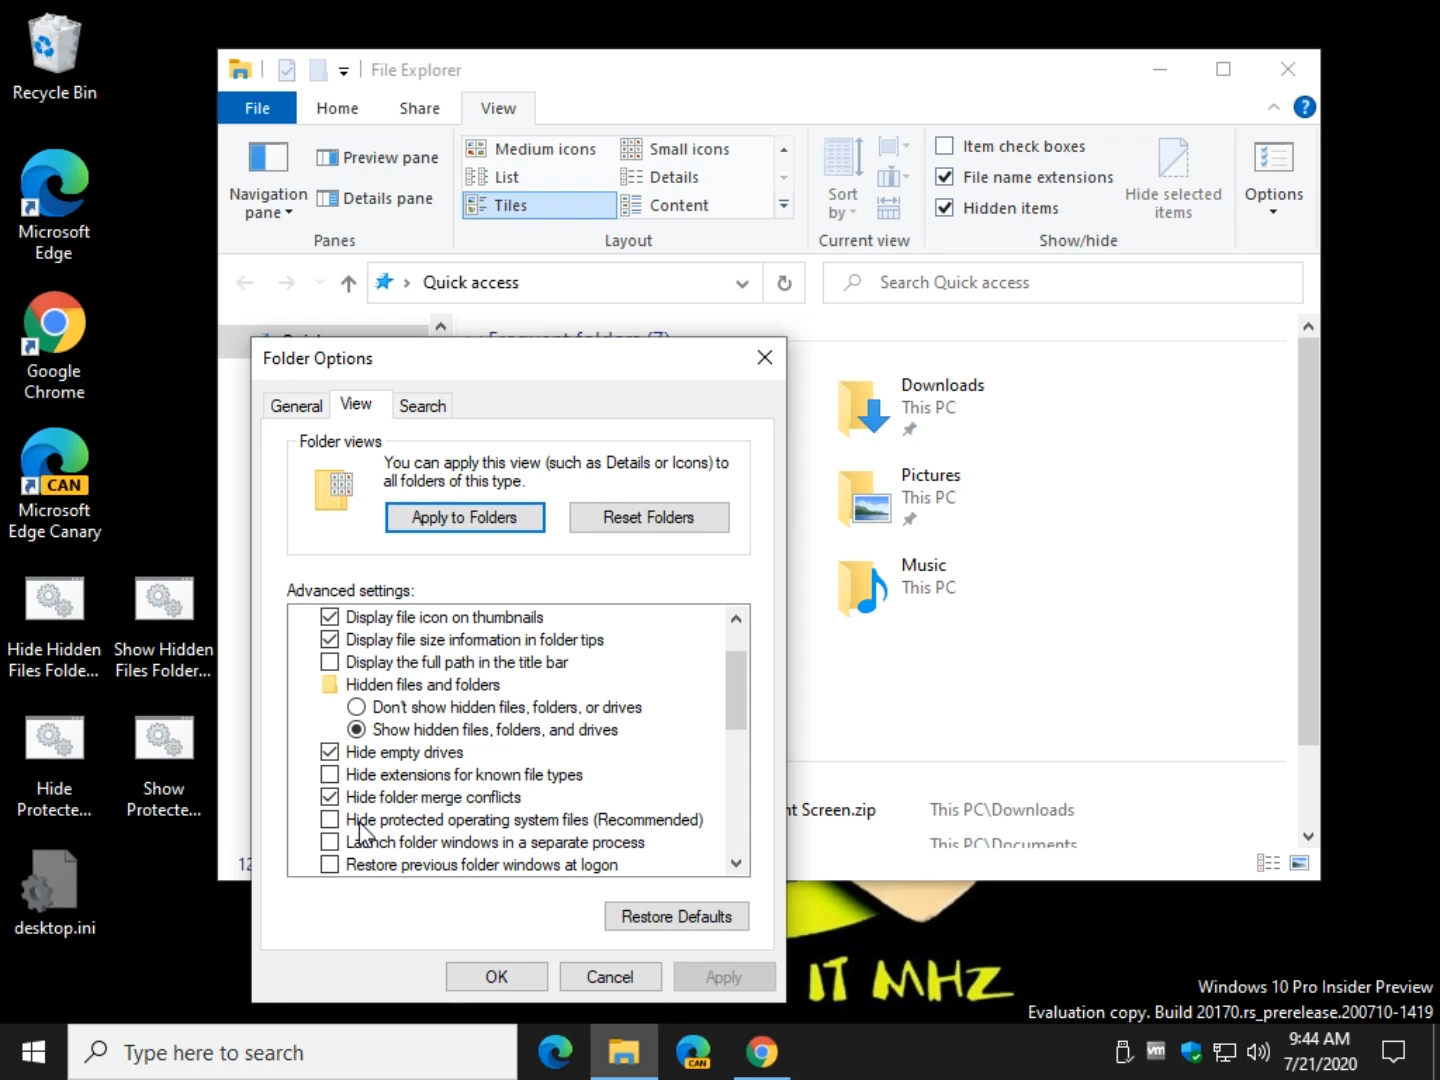 Recycle Bin
Microsoft
Edge
Google
Chrome
CAN
Microsoft
Edge Canary
Hide Hidden
Files Folde...
Show Hidden
Files Folder...
Hide
Protecte...
Show
Protecte...
desktop.ini
File Explorer
File
Home
Share
View
?
Navigation
pane
Preview pane
Details pane
Panes
Medium icons
Small icons
List
Details
Tiles
Content
Layout
Sort
by
Current view
Item check boxes
File name extensions
Hidden items
Hide selected
items
Show/hide
Options
Quick access
Search Quick access
Frequent folders (7)
Downloads
This PC
Pictures
This PC
Music
This PC
nt Screen.zip
This PC\Downloads
This PC\Documents
12
Folder Options
General
View
Search
Folder views
You can apply this view (such as Details or Icons) to
all folders of this type.
Apply to Folders
Reset Folders
Advanced settings:
Display file icon on thumbnails
Display file size information in folder tips
Display the full path in the title bar
Hidden files and folders
Don't show hidden files, folders, or drives
Show hidden files, folders, and drives
Hide empty drives
Hide extensions for known file types
Hide folder merge conflicts
Hide protected operating system files (Recommended)
Launch folder windows in a separate process
Restore previous folder windows at logon
Restore Defaults
OK
Cancel
Apply
IT MHZ
Windows 10 Pro Insider Preview
Evaluation copy. Build 20170.rs_prerelease.200710-1419
Type here to search
CAN
vm
9:44 AM
7/21/2020